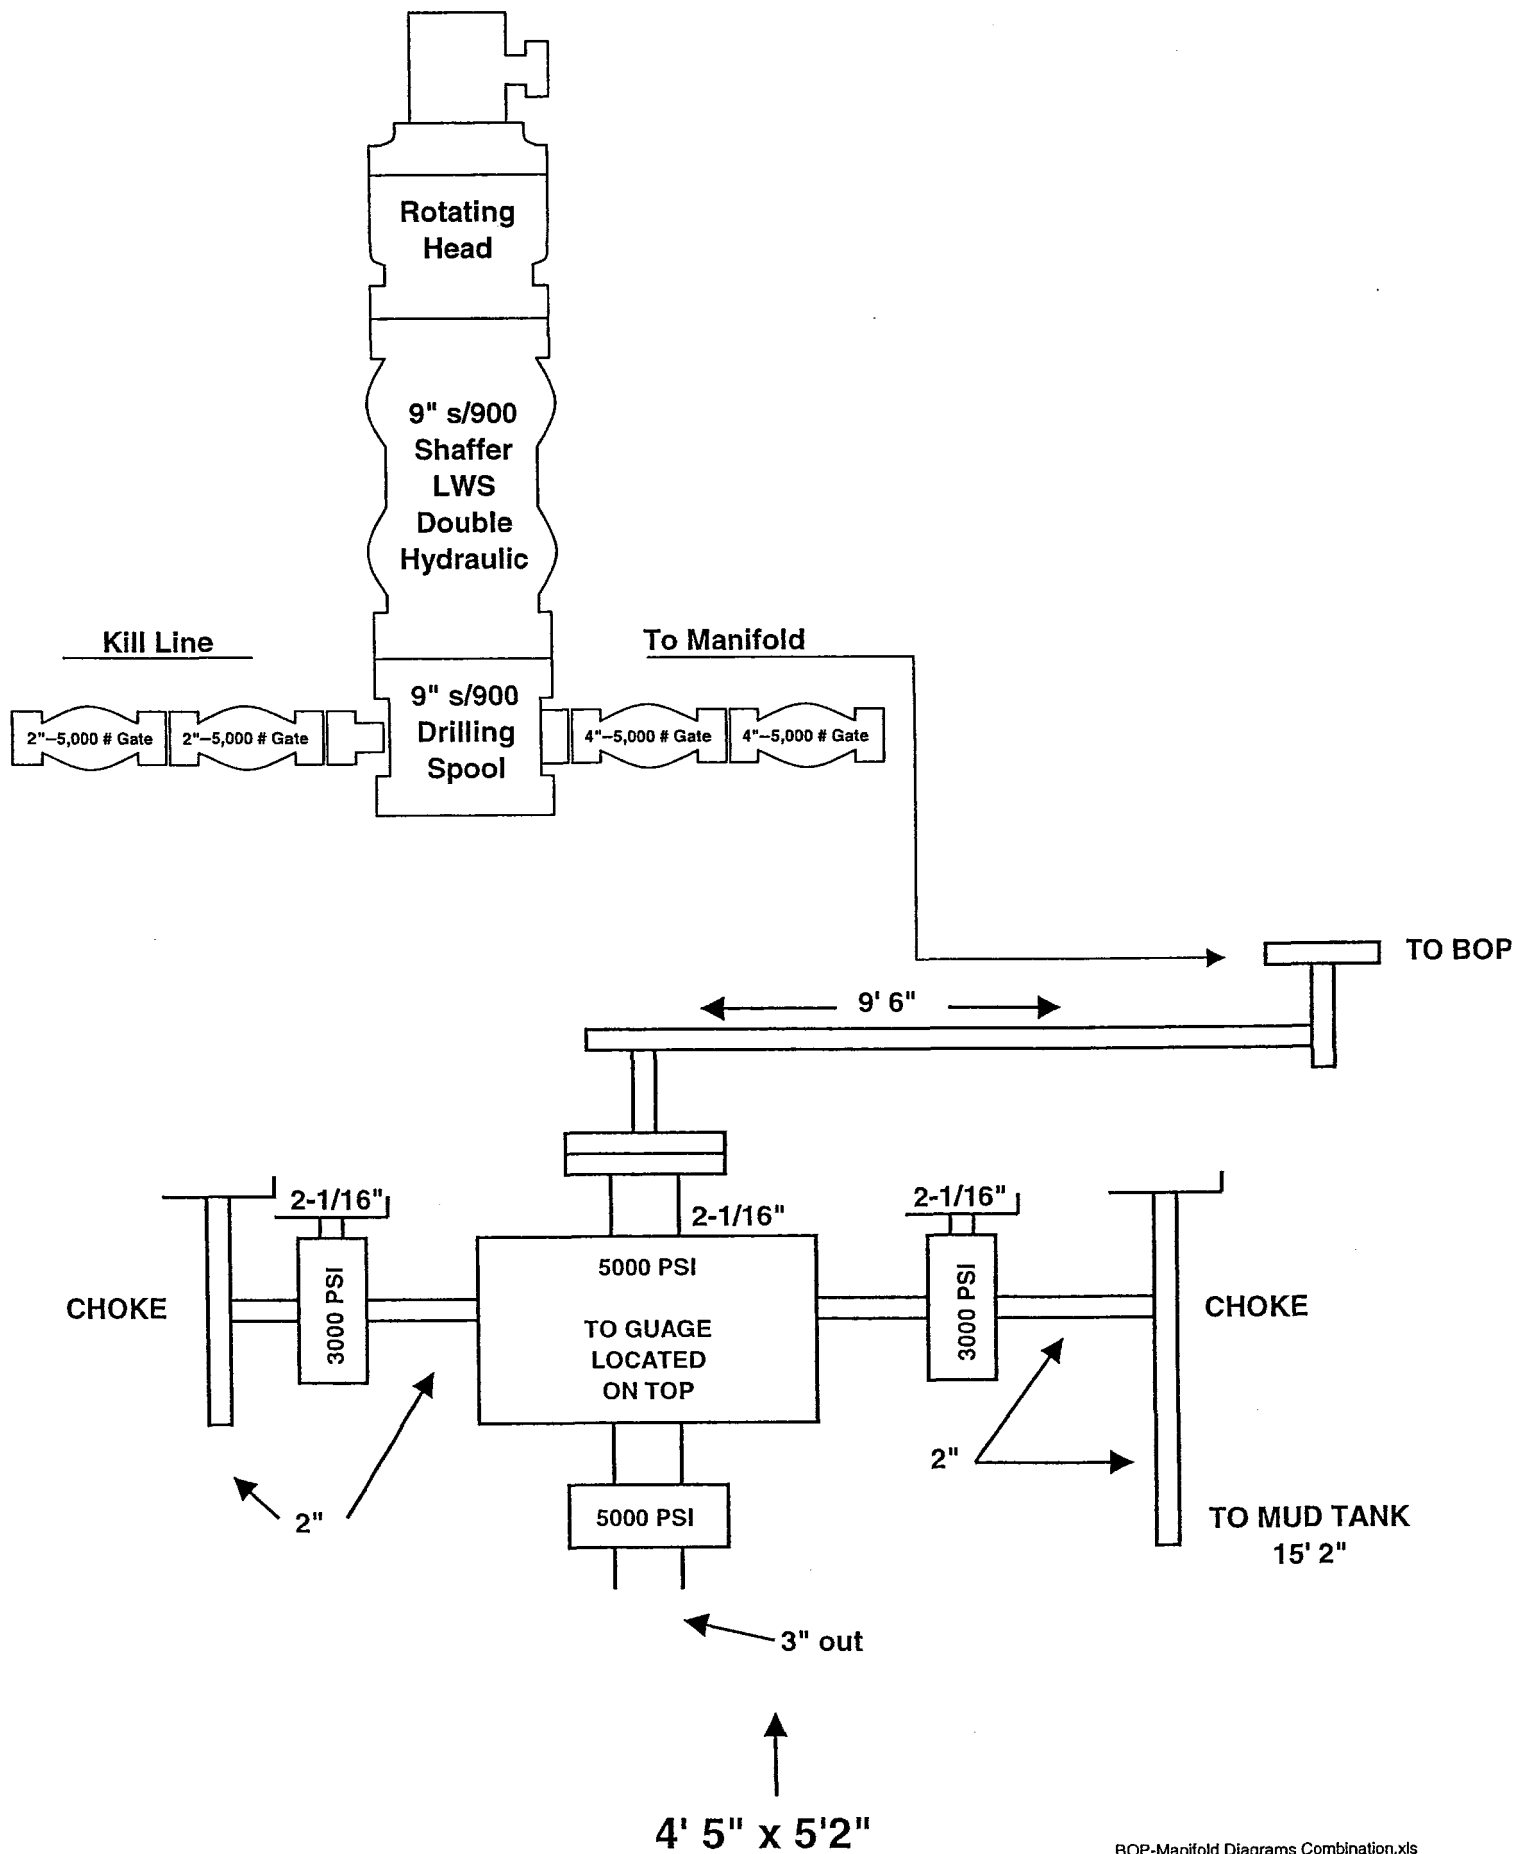 Rotating
Head
9" s/900
Shaffer
LWS
Double
Hydraulic
Kill Line
To Manifold
9" s/900
Drilling
Spool
2"–5,000 # Gate
2"–5,000 # Gate
4"–5,000 # Gate
4"–5,000 # Gate
TO BOP
9' 6"
2-1/16"
2-1/16"
2-1/16"
5000 PSI
TO GUAGE
LOCATED
ON TOP
3000 PSI
3000 PSI
CHOKE
CHOKE
2"
2"
5000 PSI
TO MUD TANK
15' 2"
3" out
4' 5" x 5'2"
BOP-Manifold Diagrams Combination.xls